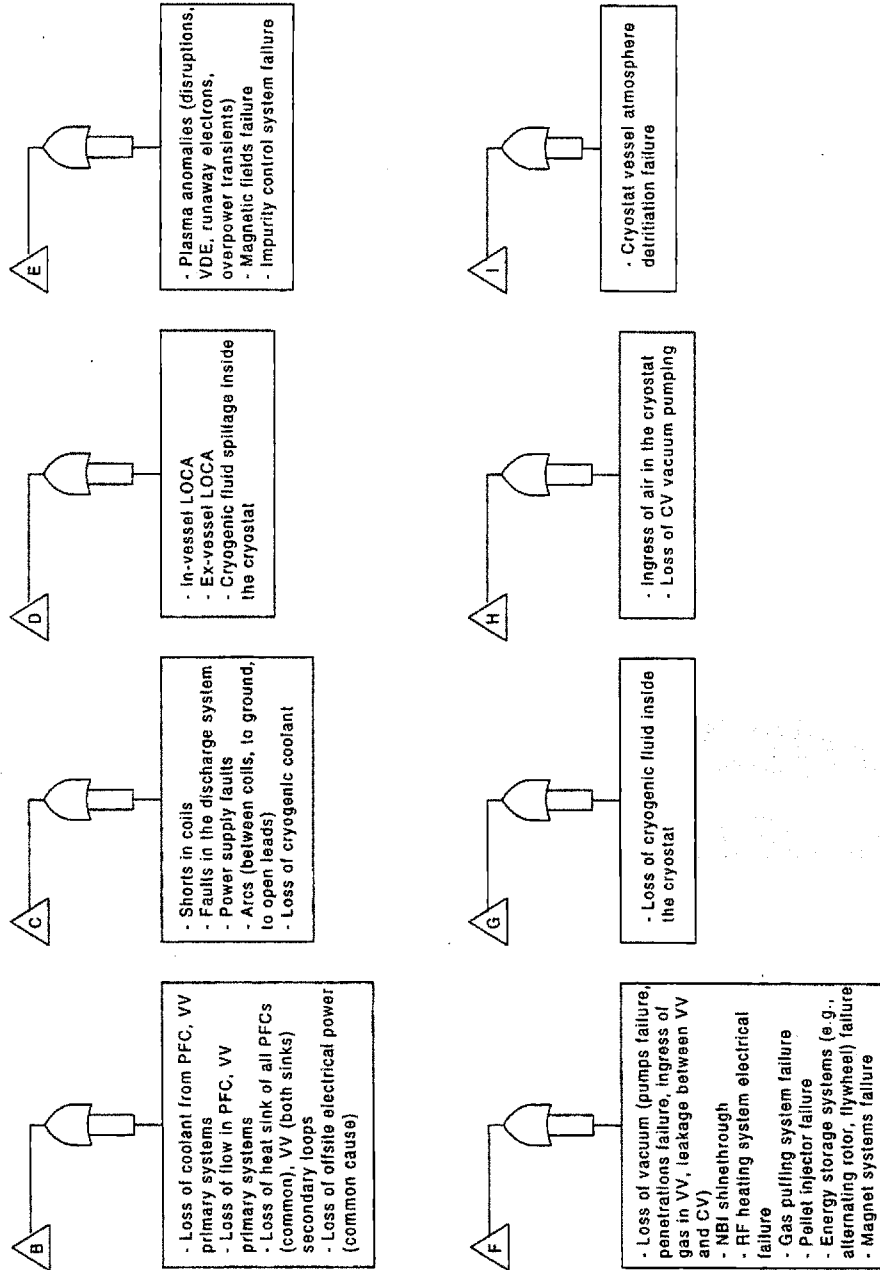 B
- Loss of coolant from PFC, VV
primary systems
- Loss of flow in PFC, VV
primary systems
- Loss of heat sink of all PFCs
(common), VV (both sinks)
secondary loops
- Loss of offsite electrical power
(common cause)
C
- Shorts in coils
- Faults in the discharge system
- Power supply faults
- Arcs (between coils, to ground,
to open leads)
- Loss of cryogenic coolant
D
- In-vessel LOCA
- Ex-vessel LOCA
- Cryogenic fluid spillage inside
the cryostat
E
- Plasma anomalies (disruptions,
VDE, runaway electrons,
overpower transients)
- Magnetic fields failure
- Impurity control system failure
F
- Loss of vacuum (pumps failure,
penetrations failure, ingress of
gas in VV, leakage between VV
and CV)
- NBI shinethrough
- RF heating system electrical
failure
- Gas puffing system failure
- Pellet injector failure
- Energy storage systems (e.g.,
alternating rotor, flywheel) failure
- Magnet systems failure
G
- Loss of cryogenic fluid inside
the cryostat
H
- Ingress of air in the cryostat
- Loss of CV vacuum pumping
I
- Cryostat vessel atmosphere
detritiation failure